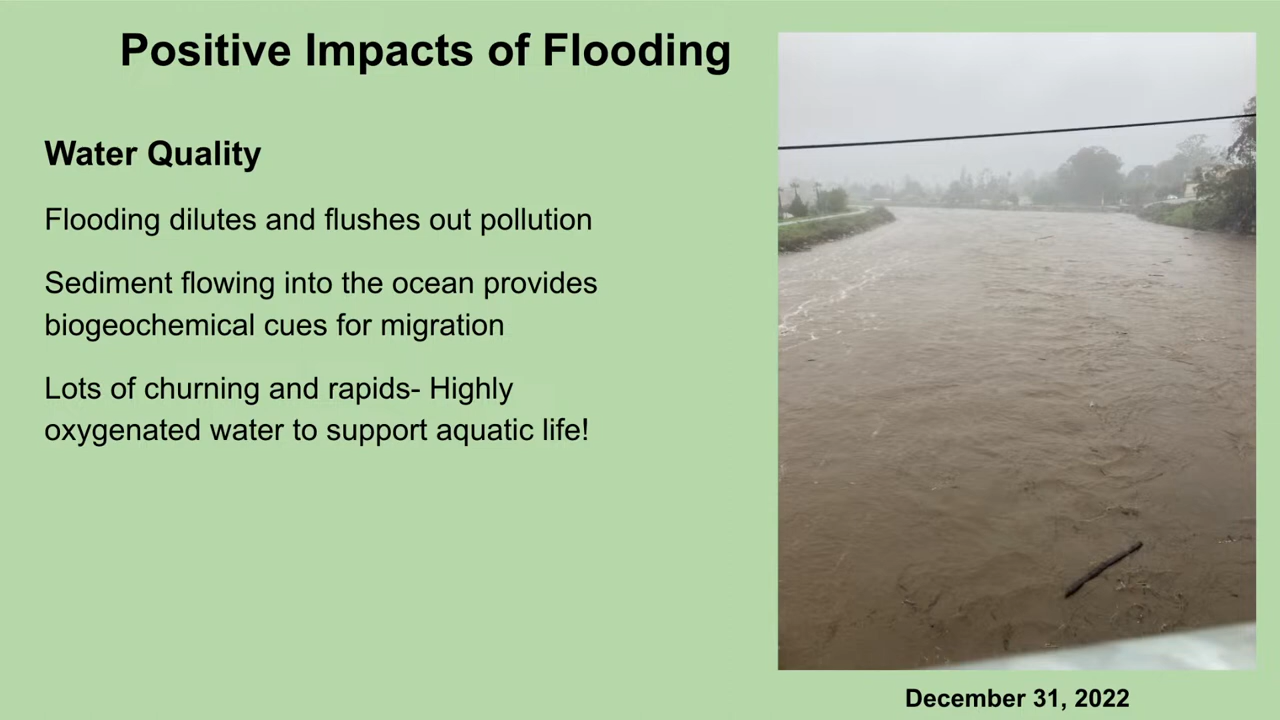 Positive Impacts of Flooding
Water Quality
Flooding dilutes and flushes out pollution
Sediment flowing into the ocean provides
biogeochemical cues for migration
Lots of churning and rapids- Highly
oxygenated water to support aquatic life!
December 31, 2022